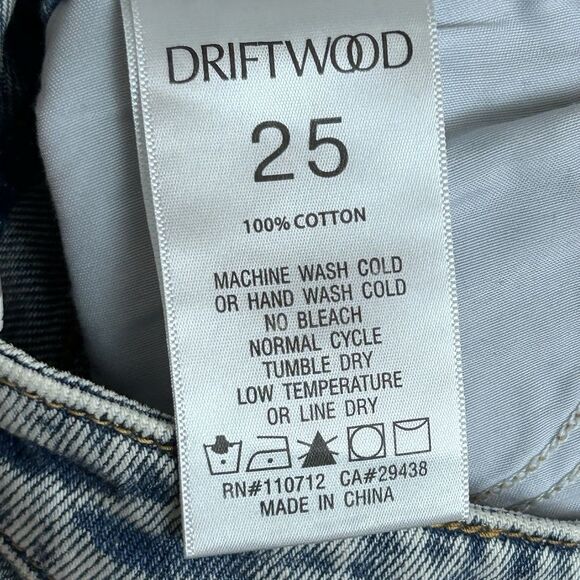 DRIFTWOOD
25
100% COTTON
MACHINE WASH COLD
OR HAND WASH COLD
NO BLEACH
NORMAL CYCLE
TUMBLE DRY
LOW TEMPERATURE
OR LINE DRY
RN#110712 CA#29438
MADE IN CHINA